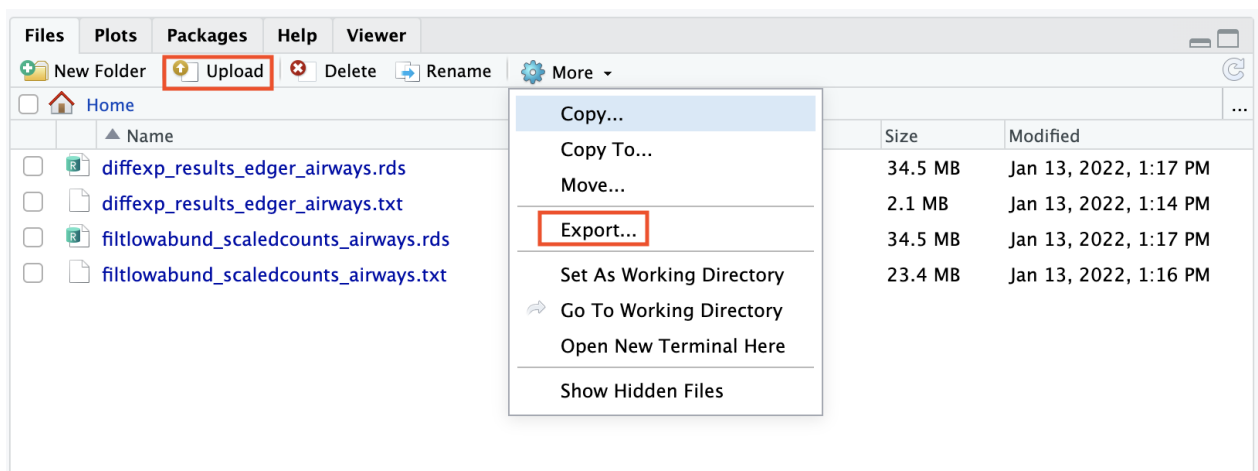 Files Plots Packages Help Viewer
New Folder Upload Delete Rename More
Home ...
Name Size Modified
diffexp_results_edger_airways.rds 34.5 MB Jan 13, 2022, 1:17 PM
diffexp_results_edger_airways.txt 2.1 MB Jan 13, 2022, 1:14 PM
filtlowabund_scaledcounts_airways.rds 34.5 MB Jan 13, 2022, 1:17 PM
filtlowabund_scaledcounts_airways.txt 23.4 MB Jan 13, 2022, 1:16 PM
Copy...
Copy To...
Move...
Export...
Set As Working Directory
Go To Working Directory
Open New Terminal Here
Show Hidden Files